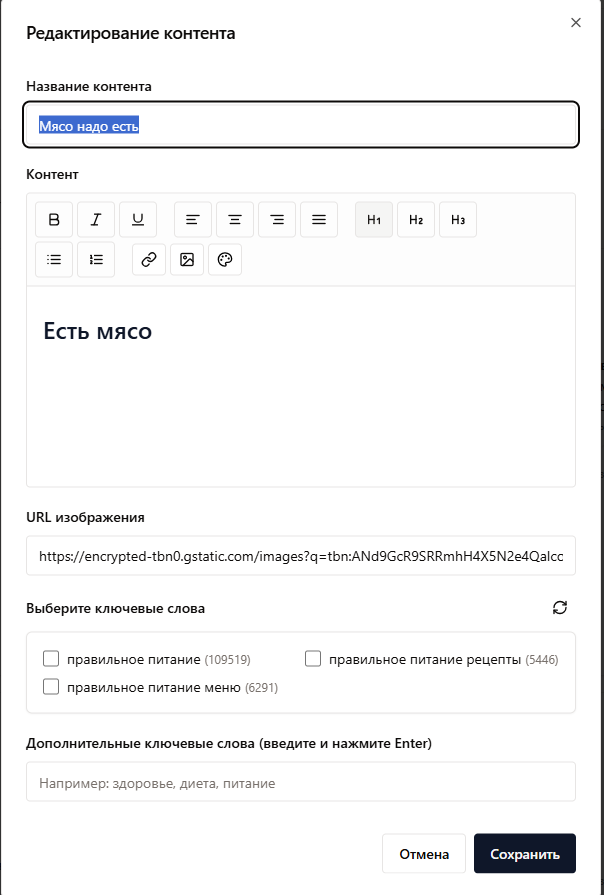 Редактирование контента
Название контента
Мясо надо есть
Контент
B I U H1 H2 H3
Есть мясо
URL изображения
https://encrypted-tbn0.gstatic.com/images?q=tbn:ANd9GcR9SRRmhH4X5N2e4Qalcc
Выберите ключевые слова
правильное питание (109519) правильное питание рецепты (5446)
правильное питание меню (6291)
Дополнительные ключевые слова (введите и нажмите Enter)
Например: здоровье, диета, питание
Отмена Сохранить